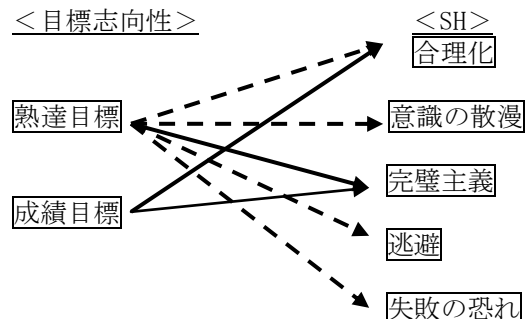 <目標志向性>
<SH>
合理化
熟達目標
意識の散漫
完璧主義
成績目標
逃避
失敗の恐れ